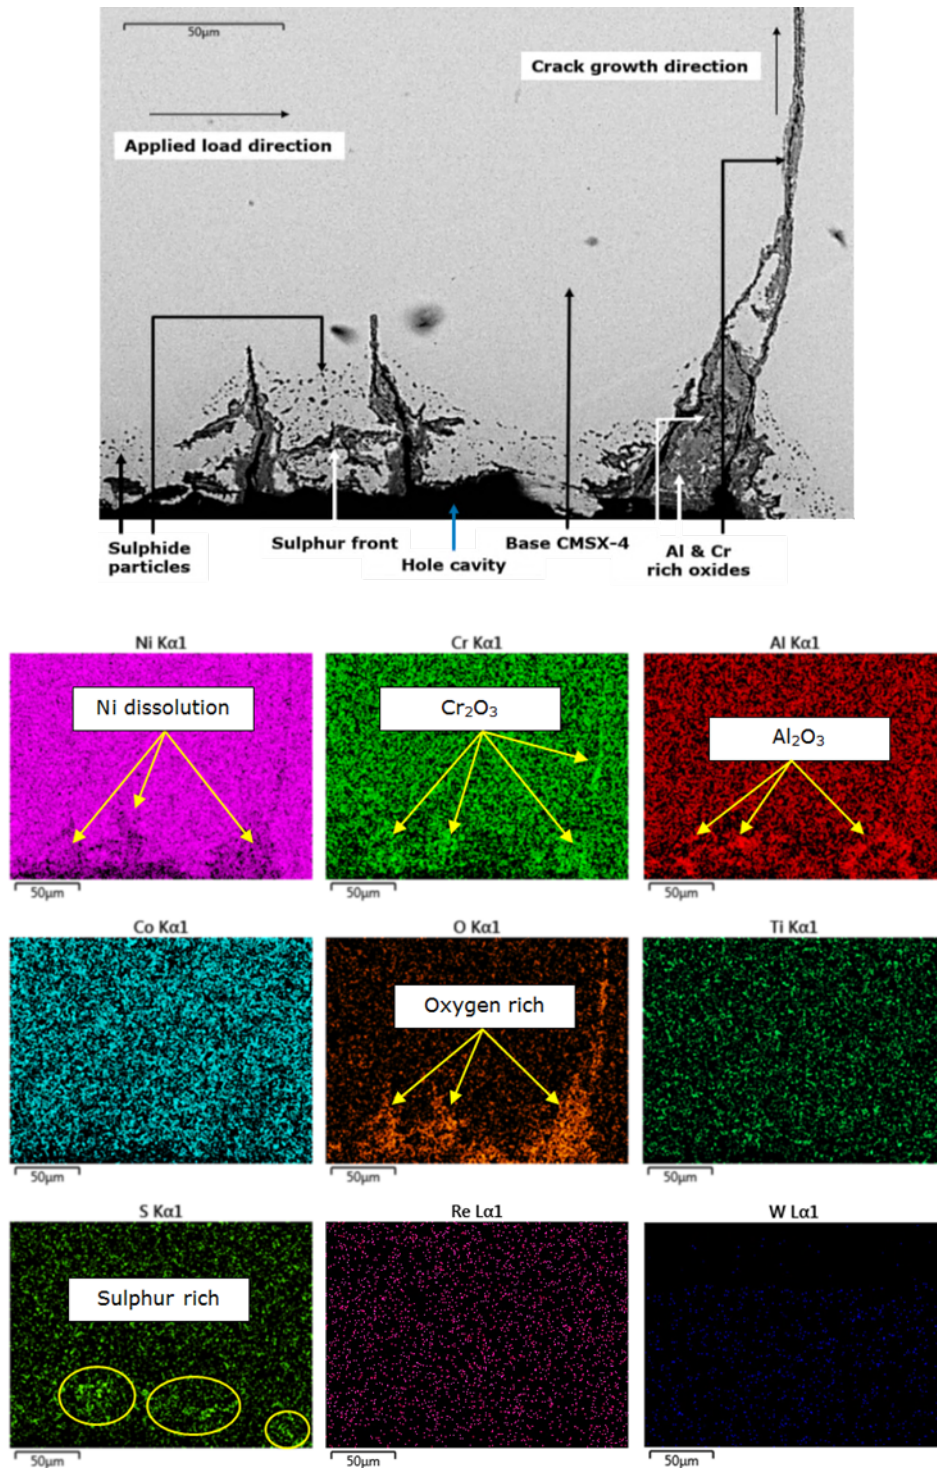 50μm
Crack growth direction
Applied load direction
Sulphide
particles
Sulphur front
Hole cavity
Base CMSX-4
Al & Cr
rich oxides
Ni Kα1
Ni dissolution
50μm
Cr Kα1
Cr₂O₃
50μm
Al Kα1
Al₂O₃
50μm
Co Kα1
50μm
O Kα1
Oxygen rich
50μm
Ti Kα1
50μm
S Kα1
Sulphur rich
50μm
Re Lα1
50μm
W Lα1
50μm